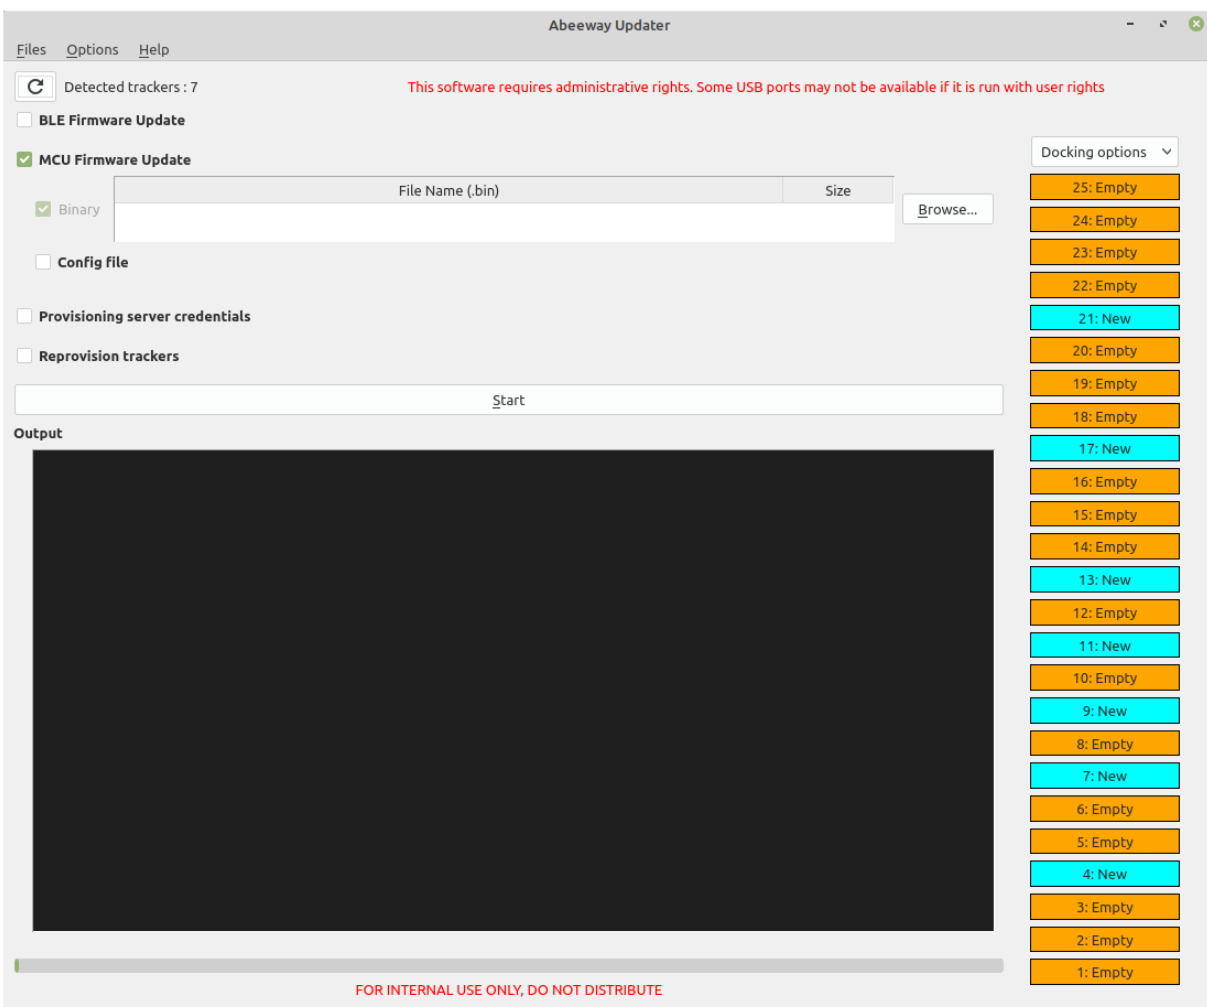 Abeeway Updater
Files Options Help
Detected trackers : 7
This software requires administrative rights. Some USB ports may not be available if it is run with user rights
BLE Firmware Update
MCU Firmware Update
Docking options
File Name (.bin) Size
Binary
Browse...
Config file
Provisioning server credentials
Reprovision trackers
Start
Output
25: Empty
24: Empty
23: Empty
22: Empty
21: New
20: Empty
19: Empty
18: Empty
17: New
16: Empty
15: Empty
14: Empty
13: New
12: Empty
11: New
10: Empty
9: New
8: Empty
7: New
6: Empty
5: Empty
4: New
3: Empty
2: Empty
1: Empty
FOR INTERNAL USE ONLY, DO NOT DISTRIBUTE